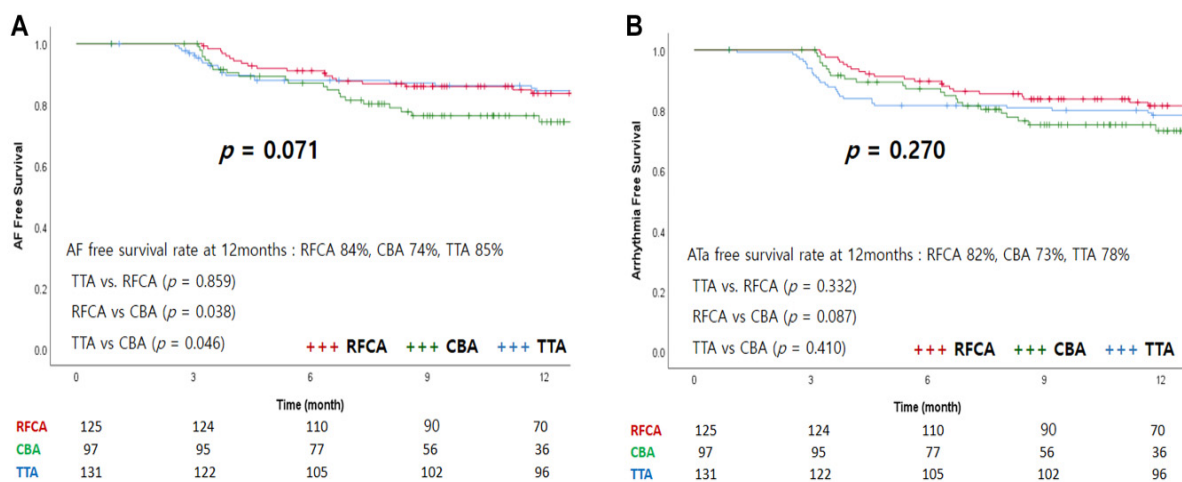 A
AF Free Survival
1.0
0.8
0.6
0.4
0.2
0.0
p = 0.071
AF free survival rate at 12months : RFCA 84%, CBA 74%, TTA 85%
TTA vs. RFCA (p = 0.859)
RFCA vs CBA (p = 0.038)
TTA vs CBA (p = 0.046)
+++ RFCA +++ CBA +++ TTA
0 3 6 9 12
Time (month)
RFCA 125 124 110 90 70
CBA 97 95 77 56 36
TTA 131 122 105 102 96
B
Arrhythmia Free Survival
1.0
0.8
0.6
0.4
0.2
0.0
p = 0.270
ATa free survival rate at 12months : RFCA 82%, CBA 73%, TTA 78%
TTA vs. RFCA (p = 0.332)
RFCA vs CBA (p = 0.087)
TTA vs CBA (p = 0.410)
+++ RFCA +++ CBA +++ TTA
0 3 6 9 12
Time (month)
RFCA 125 124 110 90 70
CBA 97 95 77 56 36
TTA 131 122 105 102 96